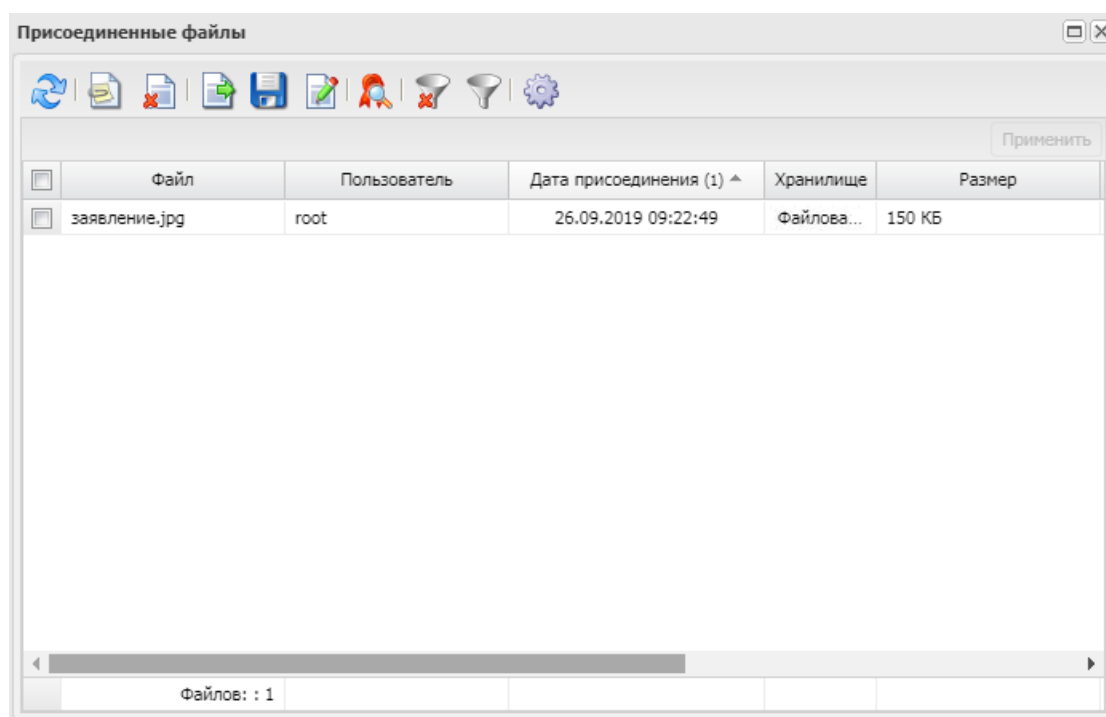 Присоединенные файлы
Применить
Файл Пользователь Дата присоединения (1) Хранилище Размер
заявление.jpg root 26.09.2019 09:22:49 Файлова... 150 КБ
Файлов: : 1